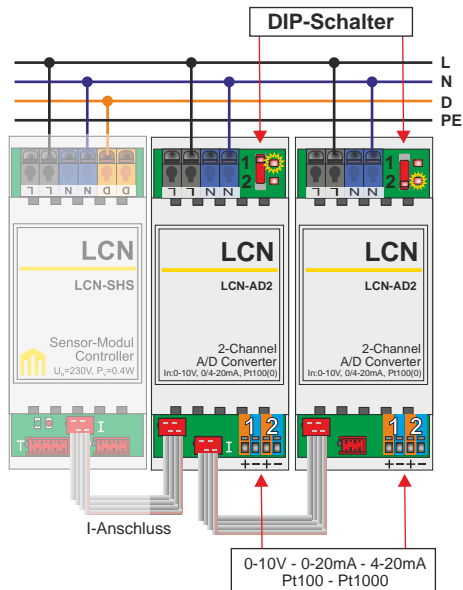 DIP-Schalter
L
N
D
PE
L L N N D D
L L N N
1
2
L L N N
1
2
LCN
LCN-SHS
Sensor-Modul
Controller
Uₙ=230V, Pᵥ=0.4W
LCN
LCN-AD2
2-Channel
A/D Converter
In:0-10V, 0/4-20mA, Pt100(0)
LCN
LCN-AD2
2-Channel
A/D Converter
In:0-10V, 0/4-20mA, Pt100(0)
T
I
I
1 2
+-+-
1 2
+-+-
I-Anschluss
0-10V - 0-20mA - 4-20mA
Pt100 - Pt1000